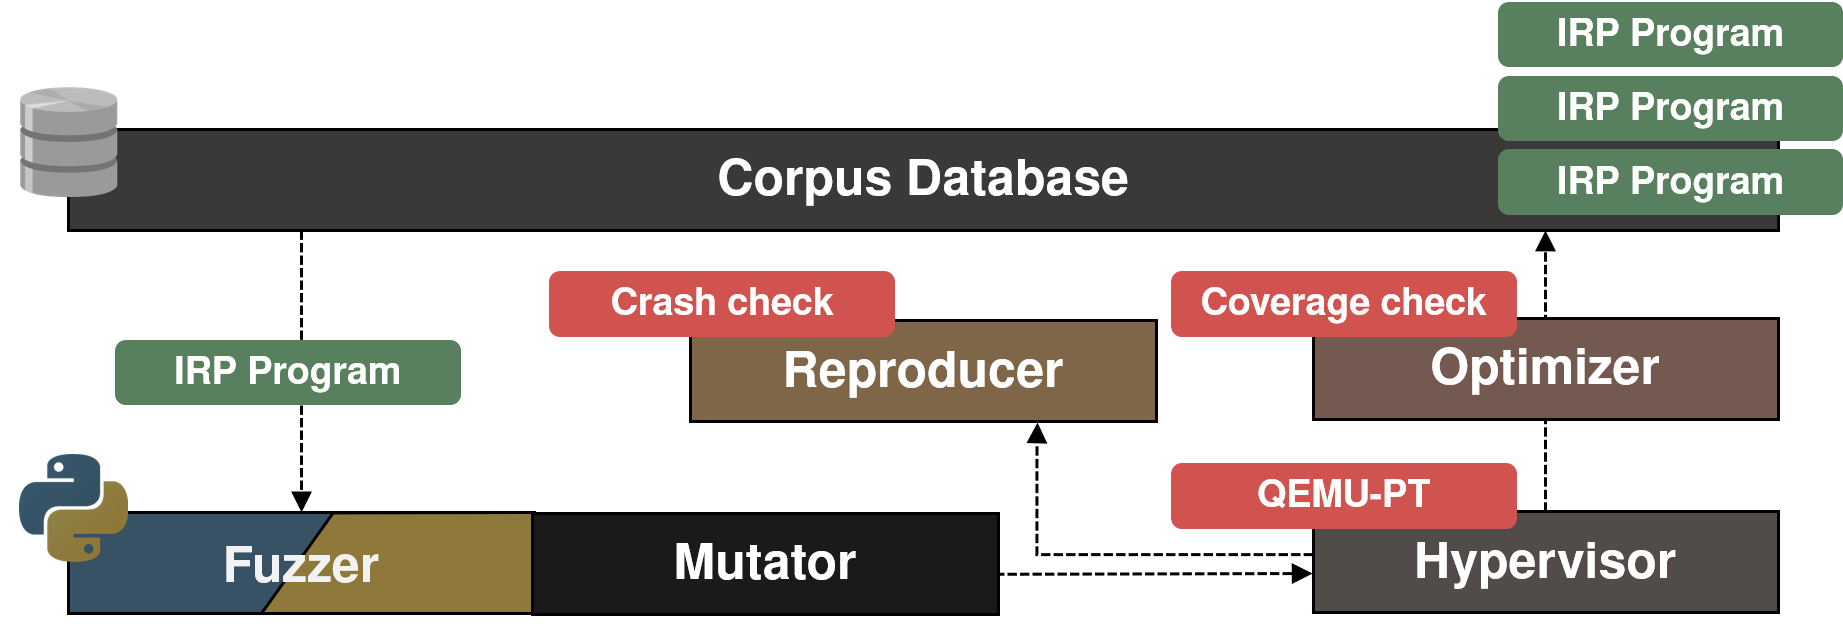 IRP Program
IRP Program
Corpus Database
IRP Program
Crash check
Coverage check
IRP Program
Reproducer
Optimizer
QEMU-PT
Fuzzer
Mutator
Hypervisor